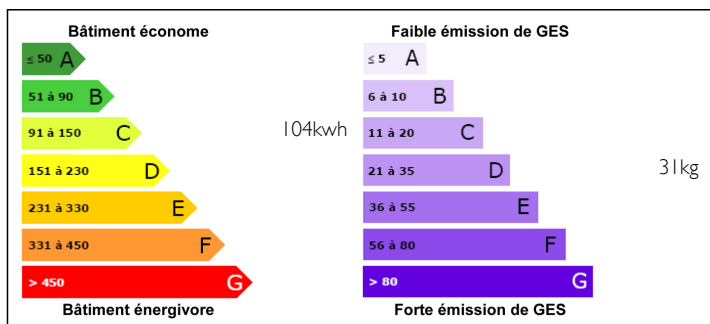 Bâtiment économe
≤ 50 A
51 à 90 B
91 à 150 C
104kwh
151 à 230 D
231 à 330 E
331 à 450 F
> 450 G
Bâtiment énergivore
Faible émission de GES
≤ 5 A
6 à 10 B
11 à 20 C
21 à 35 D
31kg
36 à 55 E
56 à 80 F
> 80 G
Forte émission de GES